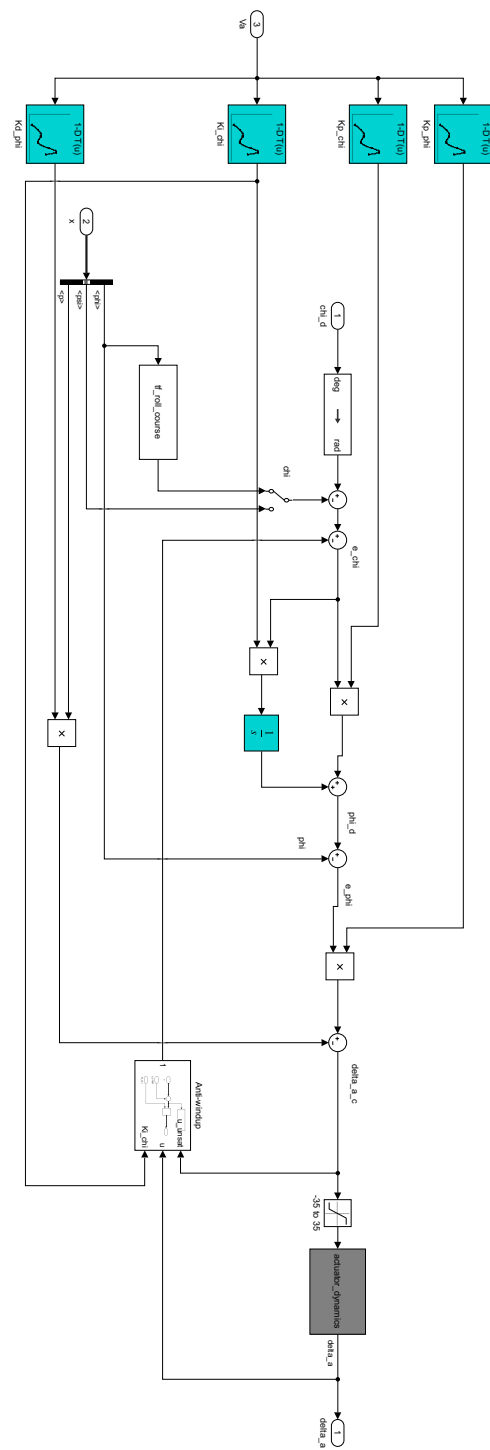 3
Va
1-D T(u)
Kd_phi
1-D T(u)
Ki_chi
1-D T(u)
Kp_chi
1-D T(u)
Kp_phi
2
x
<phi>
<psi>
<p>
1
chi_d
deg
rad
tf_roll_course
chi
+
-
+
-
e_chi
×
×
1
s
×
+
+
phi_d
phi
+
-
e_phi
×
+
-
delta_a_c
Anti-windup
1
u_unsat
u
Ki_chi
-35 to 35
actuator_dynamics
delta_a
1
delta_a